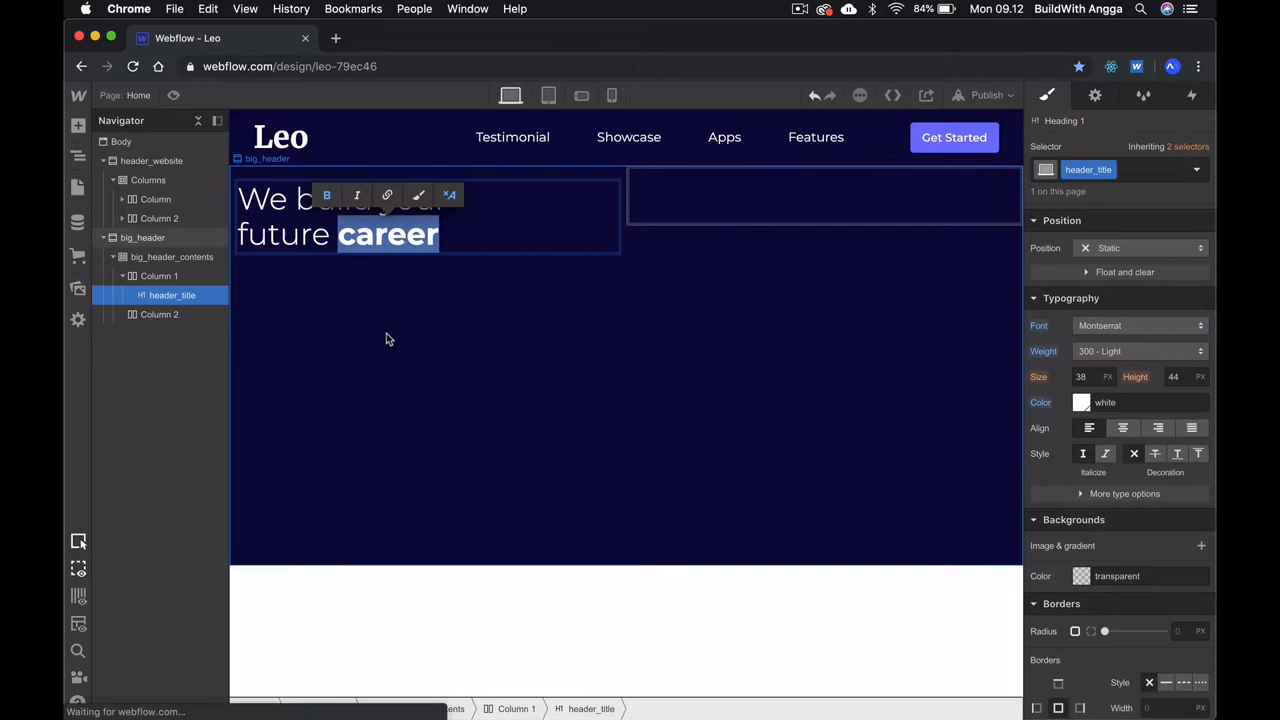 Chrome File Edit View History Bookmarks People Window Help 84% Mon 09.12 BuildWith Angga
Webflow - Leo
webflow.com/design/leo-79ec46
Page: Home
Publish
Navigator
Body
header_website
Columns
Column
Column 2
big_header
big_header_contents
Column 1
H1 header_title
Column 2
Leo
Testimonial Showcase Apps Features Get Started
big_header
We build your
future career
B I
H1 Heading 1
Selector Inheriting 2 selectors
header_title
1 on this page
Position
Position Static
Float and clear
Typography
Font Montserrat
Weight 300 - Light
Size 38 PX Height 44 PX
Color white
Align
Style
Italicize Decoration
More type options
Backgrounds
Image & gradient
Color transparent
Borders
Radius 0 PX
Borders
Style
Width 0 PX
Waiting for webflow.com...
Column 1 H1 header_title